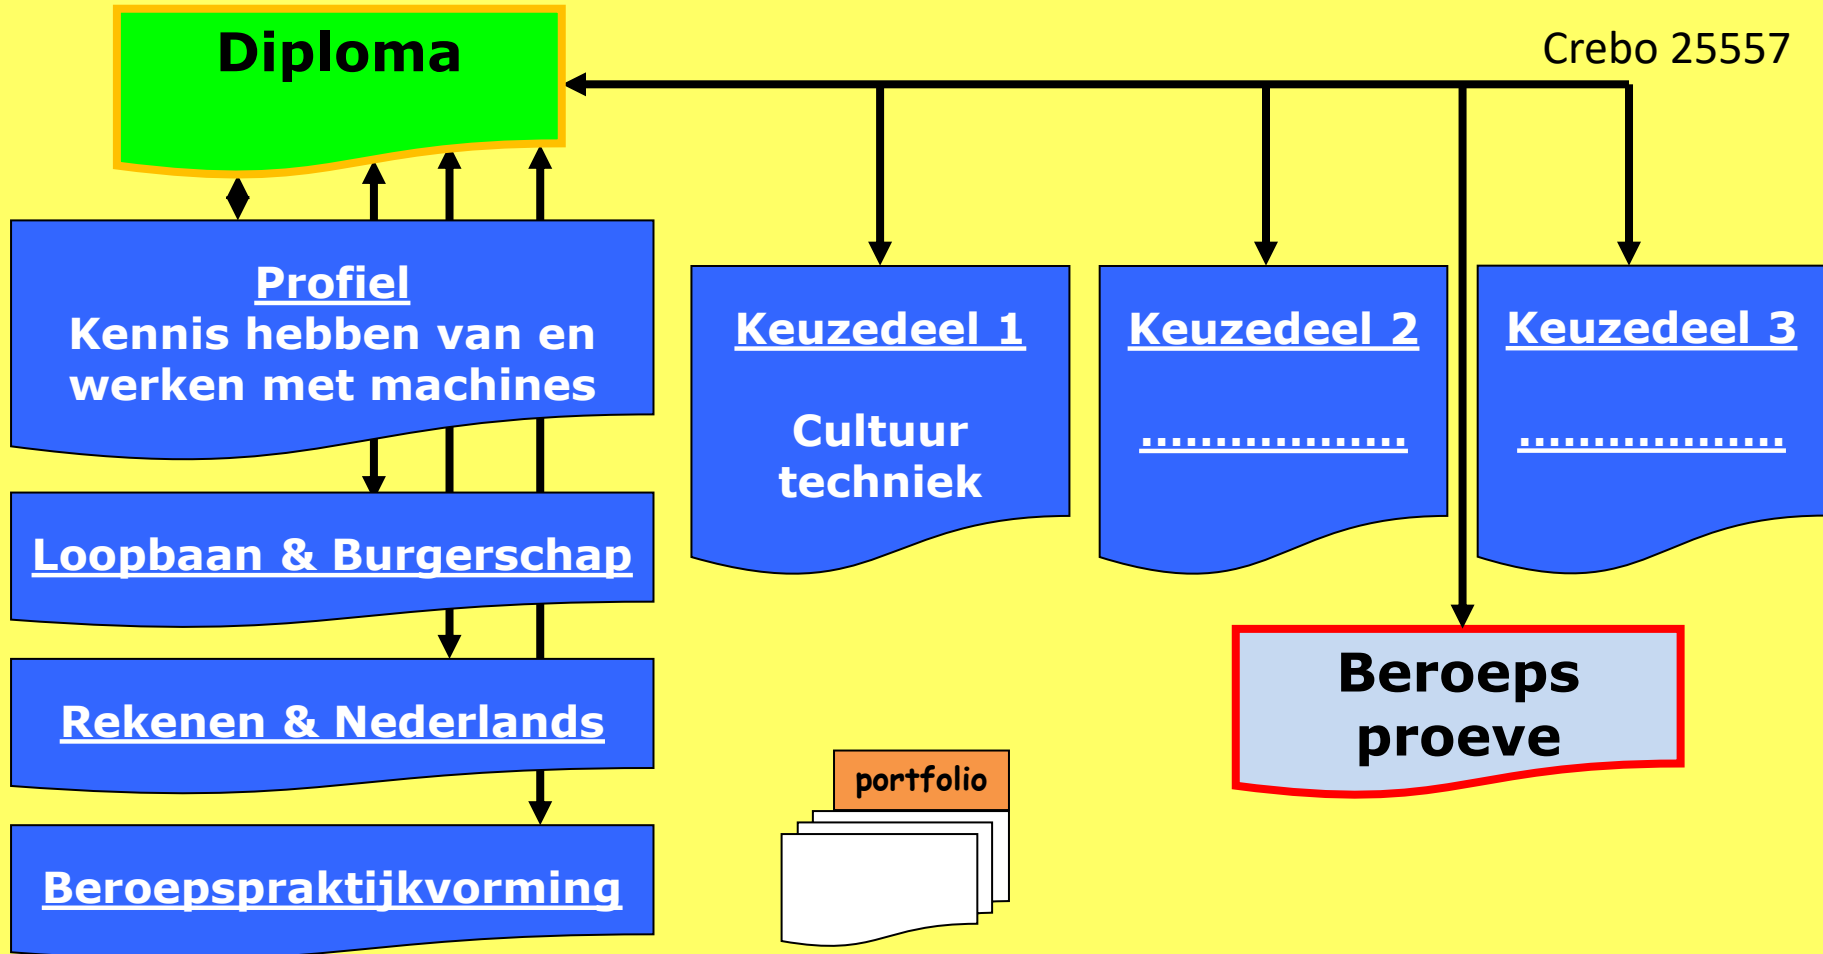 Diploma
Crebo 25557
Profiel
Kennis hebben van en
werken met machines
Keuzedeel 1
Cultuur
techniek
Keuzedeel 2
..................
Keuzedeel 3
..................
Loopbaan & Burgerschap
Rekenen & Nederlands
Beroepspraktijkvorming
portfolio
Beroeps
proeve